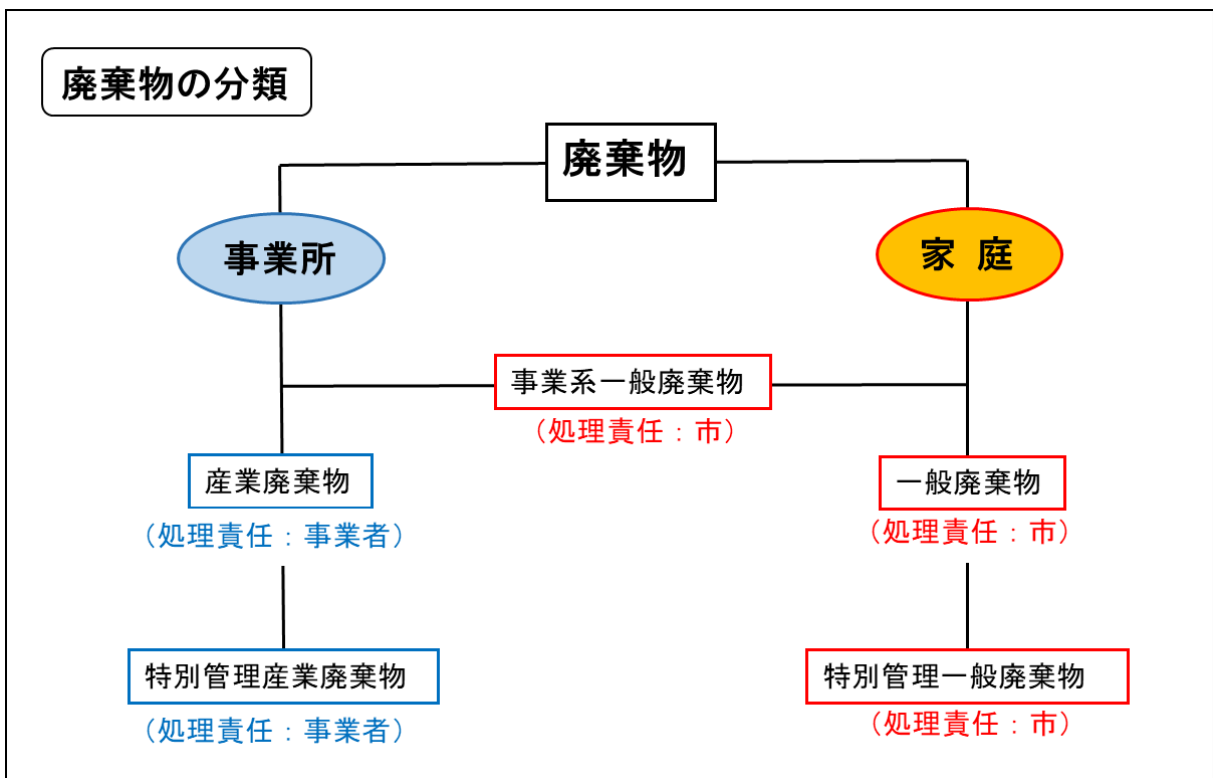 廃棄物の分類
廃棄物
事業所
家 庭
事業系一般廃棄物
（処理責任：市）
産業廃棄物
（処理責任：事業者）
一般廃棄物
（処理責任：市）
特別管理産業廃棄物
（処理責任：事業者）
特別管理一般廃棄物
（処理責任：市）